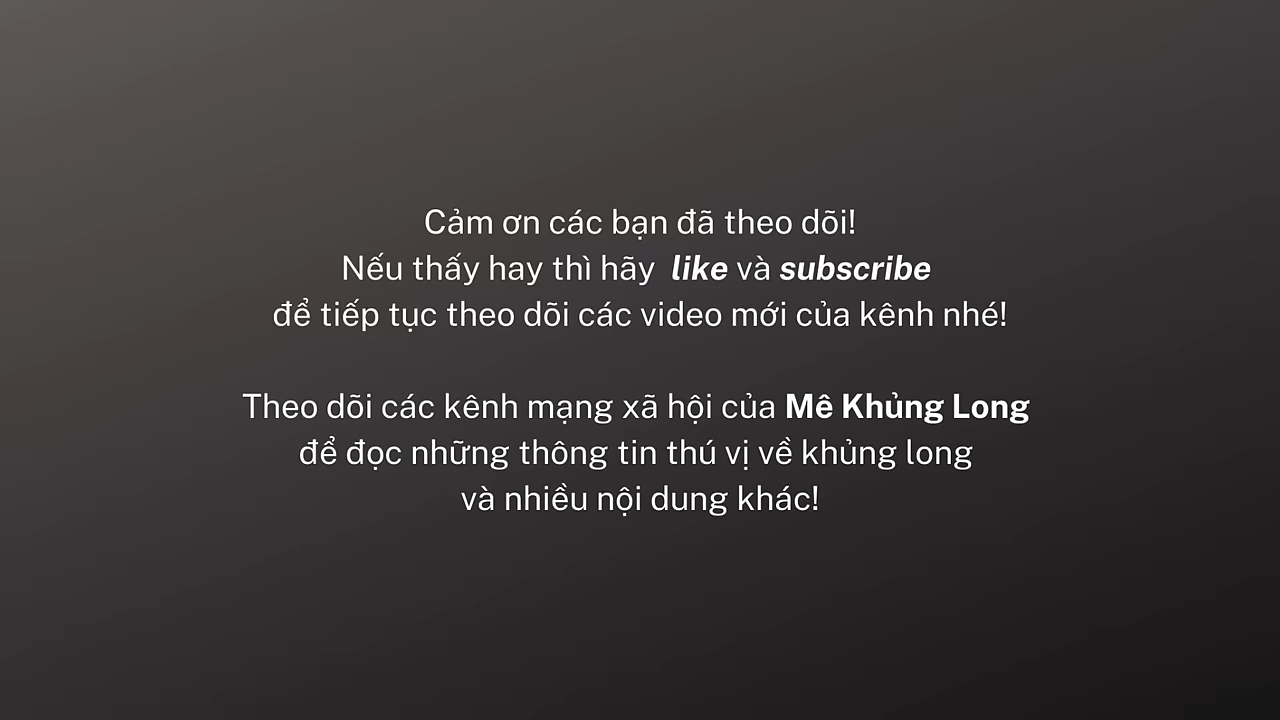 Cảm ơn các bạn đã theo dõi!
Nếu thấy hay thì hãy like và subscribe
để tiếp tục theo dõi các video mới của kênh nhé!
Theo dõi các kênh mạng xã hội của Mê Khủng Long
để đọc những thông tin thú vị về khủng long
và nhiều nội dung khác!